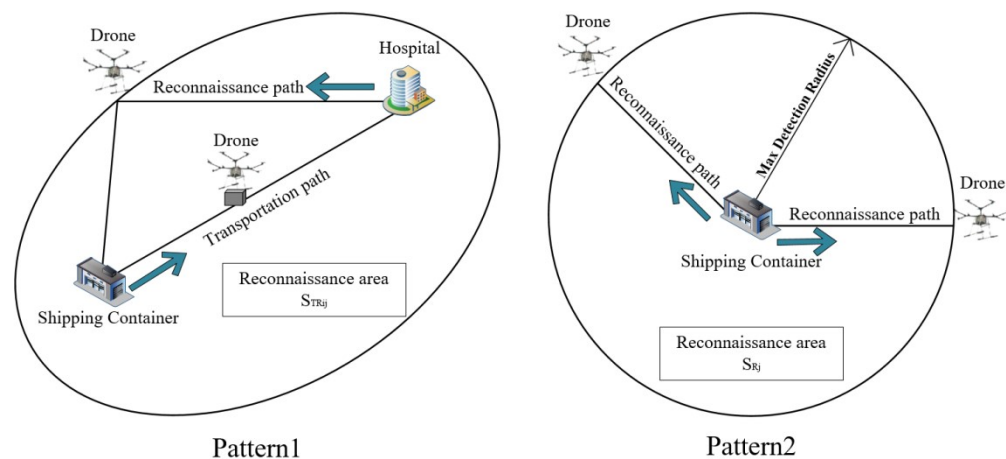 Drone
Hospital
Reconnaissance path
Drone
Transportation path
Shipping Container
Reconnaissance area
STRij
Pattern1
Drone
Reconnaissance path
Max Detection Radius
Drone
Reconnaissance path
Shipping Container
Reconnaissance area
SRj
Pattern2